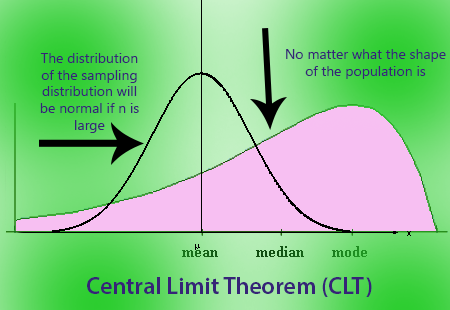 The distribution
of the sampling
distribution will
be normal if n is
large
No matter what the shape
of the population is
μ
x
mean
median
mode
Central Limit Theorem (CLT)